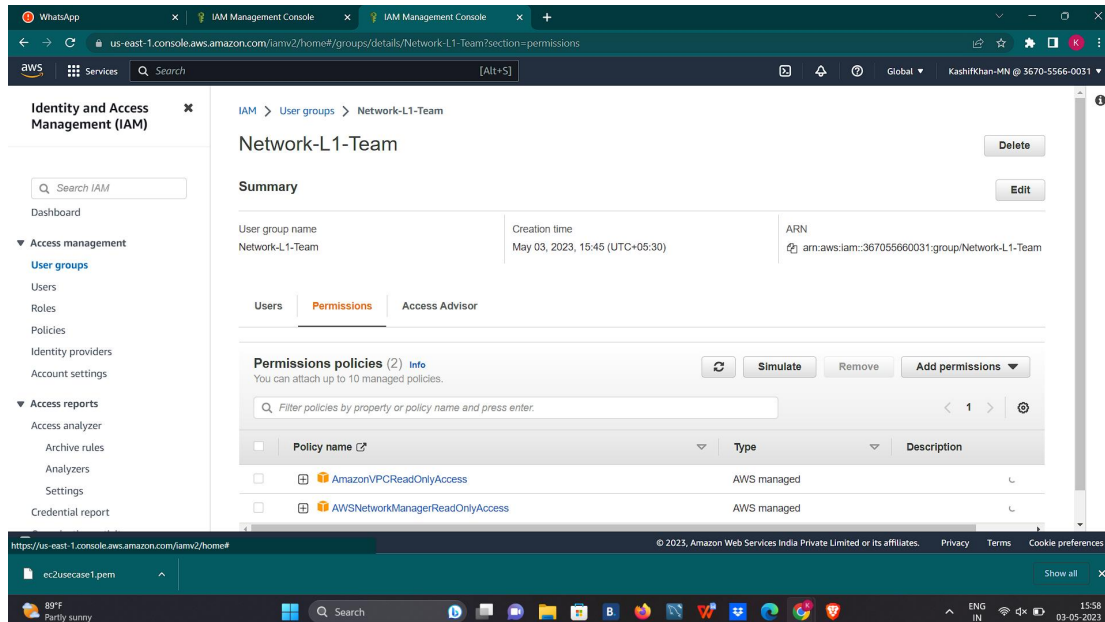 WhatsApp
IAM Management Console
IAM Management Console
us-east-1.console.aws.amazon.com/iamv2/home#/groups/details/Network-L1-Team?section=permissions
K
aws
Services
Search
[Alt+S]
Global
KashifKhan-MN @ 3670-5566-0031
Identity and Access
Management (IAM)
Search IAM
Dashboard
Access management
User groups
Users
Roles
Policies
Identity providers
Account settings
Access reports
Access analyzer
Archive rules
Analyzers
Settings
Credential report
IAM > User groups > Network-L1-Team
Network-L1-Team
Delete
Summary
Edit
User group name
Network-L1-Team
Creation time
May 03, 2023, 15:45 (UTC+05:30)
ARN
arn:aws:iam::367055660031:group/Network-L1-Team
Users
Permissions
Access Advisor
Permissions policies (2) Info
You can attach up to 10 managed policies.
Simulate
Remove
Add permissions
Filter policies by property or policy name and press enter.
1
Policy name
Type
Description
AmazonVPCReadOnlyAccess
AWS managed
AWSNetworkManagerReadOnlyAccess
AWS managed
https://us-east-1.console.aws.amazon.com/iamv2/home#
© 2023, Amazon Web Services India Private Limited or its affiliates.
Privacy
Terms
Cookie preferences
ec2usecase1.pem
Show all
89°F
Partly sunny
Search
ENG
IN
15:58
03-05-2023